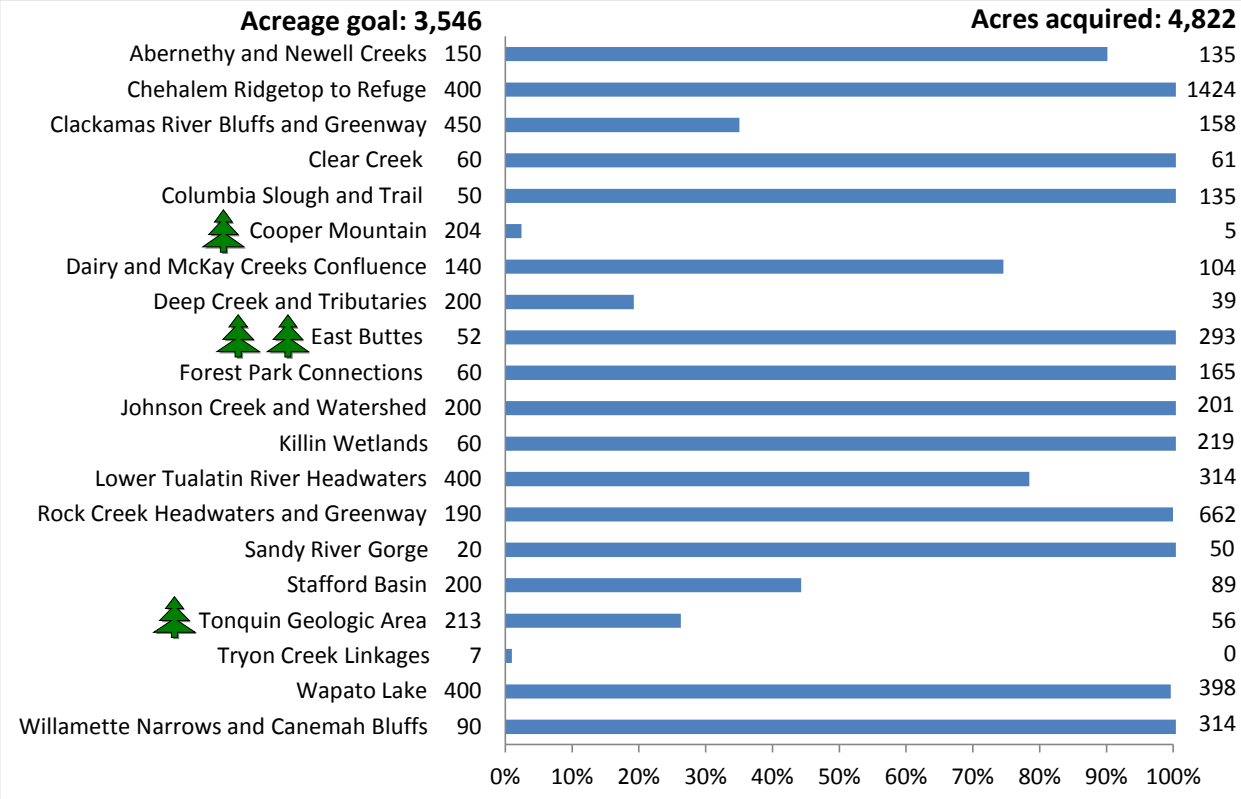 Acreage goal: 3,546 Acres acquired: 4,822
Abernethy and Newell Creeks 150 135
Chehalem Ridgetop to Refuge 400 1424
Clackamas River Bluffs and Greenway 450 158
Clear Creek 60 61
Columbia Slough and Trail 50 135
Cooper Mountain 204 5
Dairy and McKay Creeks Confluence 140 104
Deep Creek and Tributaries 200 39
East Buttes 52 293
Forest Park Connections 60 165
Johnson Creek and Watershed 200 201
Killin Wetlands 60 219
Lower Tualatin River Headwaters 400 314
Rock Creek Headwaters and Greenway 190 662
Sandy River Gorge 20 50
Stafford Basin 200 89
Tonquin Geologic Area 213 56
Tryon Creek Linkages 7 0
Wapato Lake 400 398
Willamette Narrows and Canemah Bluffs 90 314
0% 10% 20% 30% 40% 50% 60% 70% 80% 90% 100%